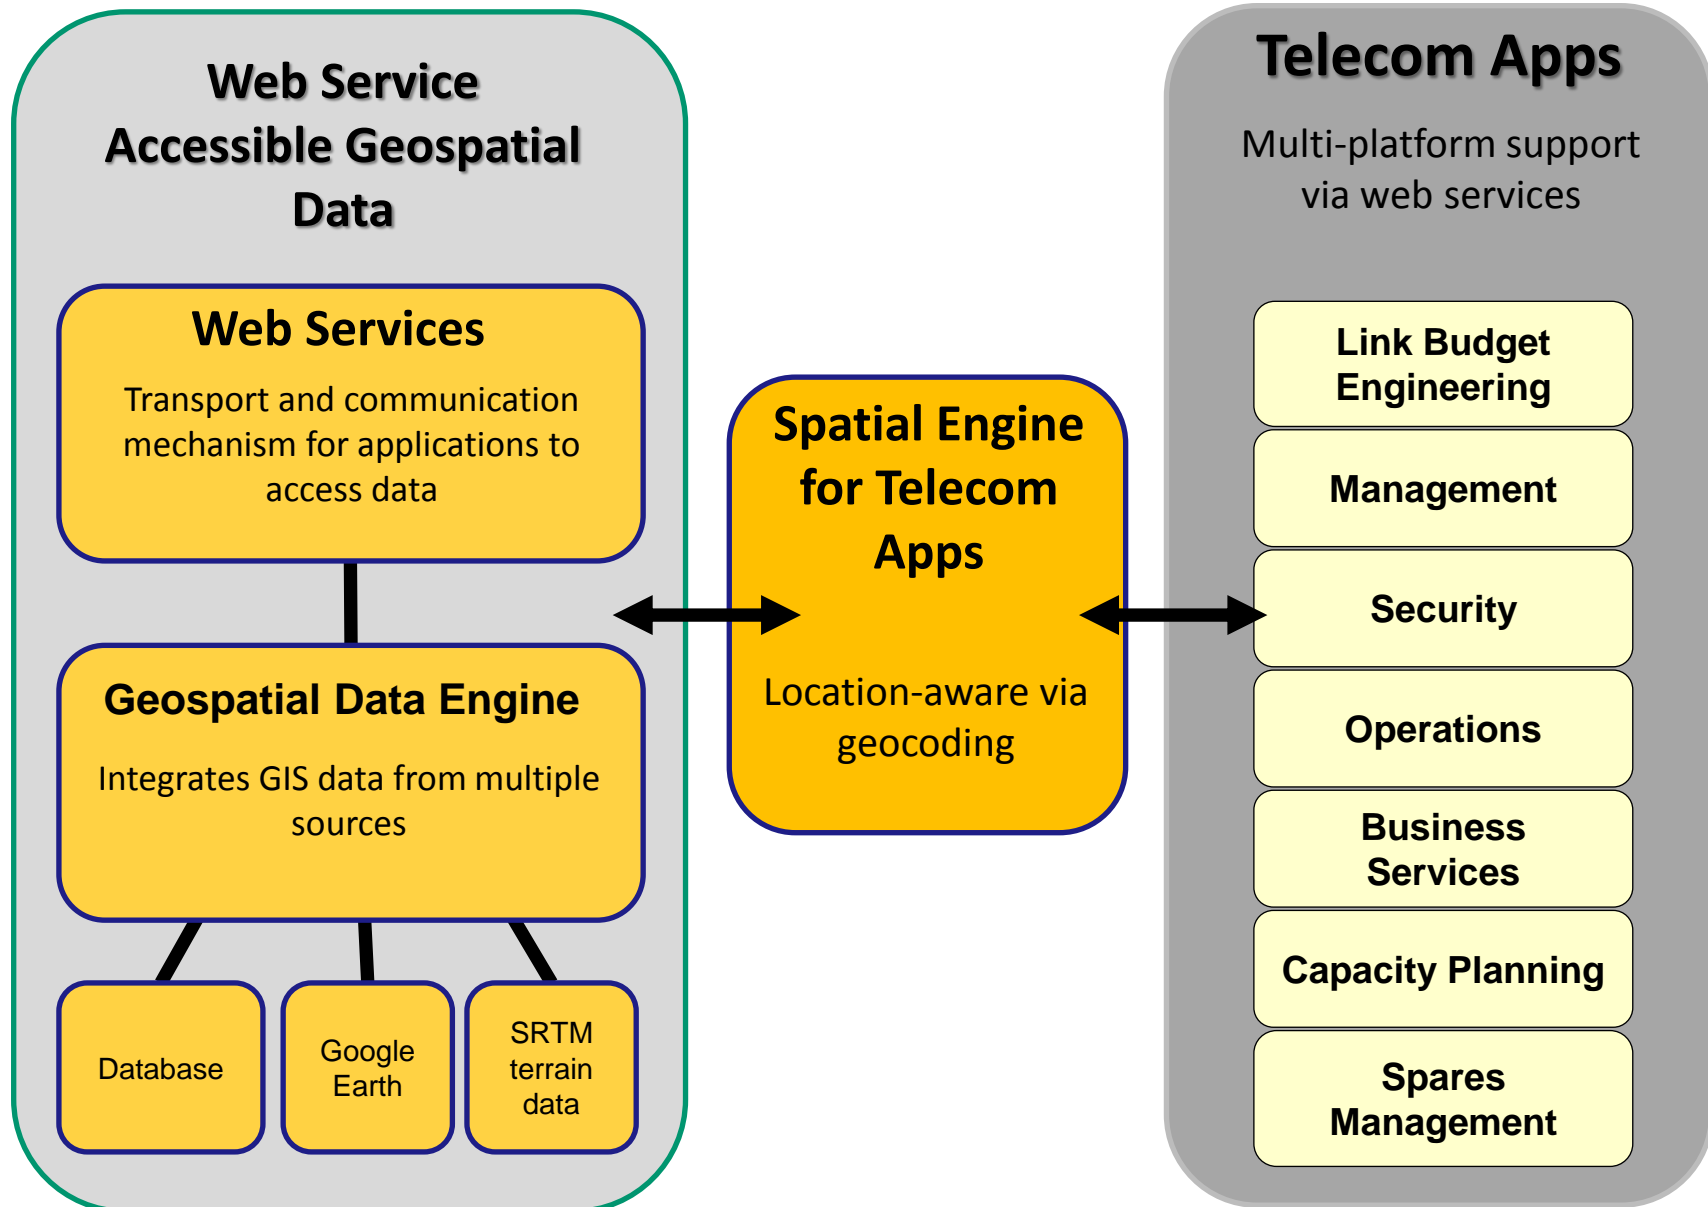 Web Service
Accessible Geospatial
Data
Web Services
Transport and communication
mechanism for applications to
access data
Geospatial Data Engine
Integrates GIS data from multiple
sources
Database
Google
Earth
SRTM
terrain
data
Spatial Engine
for Telecom
Apps
Location-aware via
geocoding
Telecom Apps
Multi-platform support
via web services
Link Budget
Engineering
Management
Security
Operations
Business
Services
Capacity Planning
Spares
Management